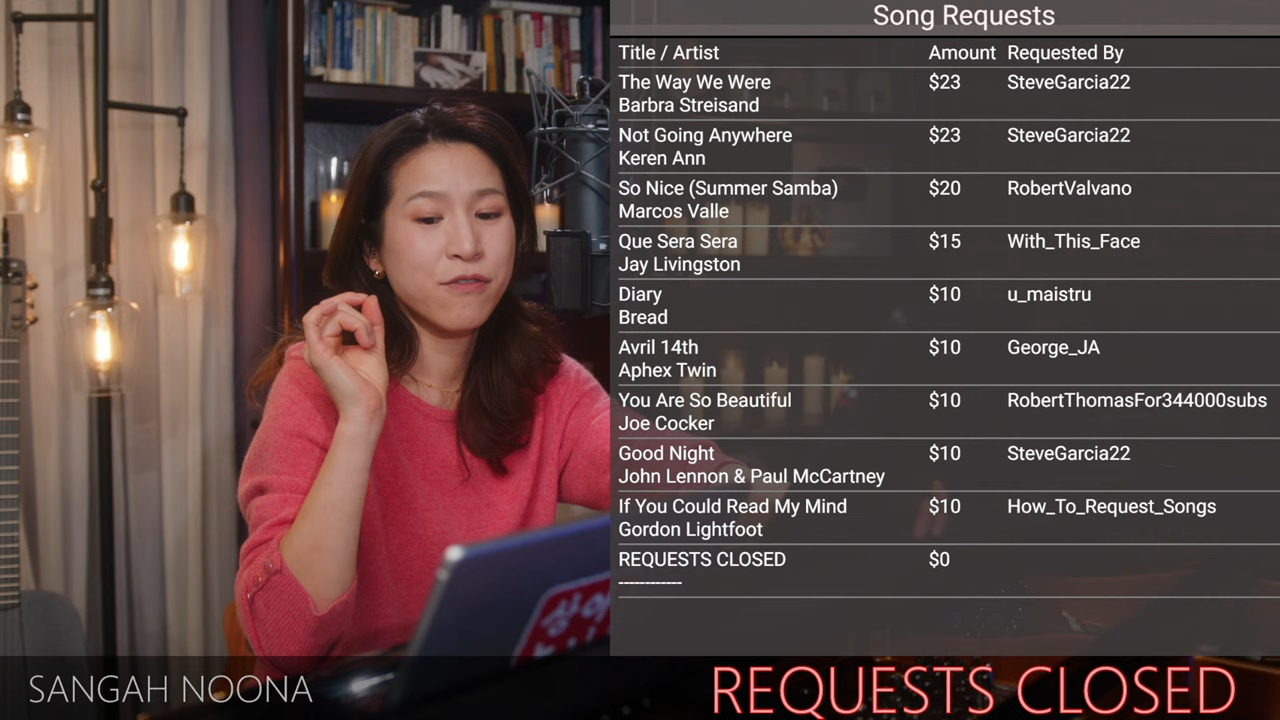 Song Requests
Title / Artist Amount Requested By
The Way We Were $23 SteveGarcia22
Barbra Streisand
Not Going Anywhere $23 SteveGarcia22
Keren Ann
So Nice (Summer Samba) $20 RobertValvano
Marcos Valle
Que Sera Sera $15 With_This_Face
Jay Livingston
Diary $10 u_maistru
Bread
Avril 14th $10 George_JA
Aphex Twin
You Are So Beautiful $10 RobertThomasFor344000subs
Joe Cocker
Good Night $10 SteveGarcia22
John Lennon & Paul McCartney
If You Could Read My Mind $10 How_To_Request_Songs
Gordon Lightfoot
REQUESTS CLOSED $0
------------
SANGAH NOONA
REQUESTS CLOSED